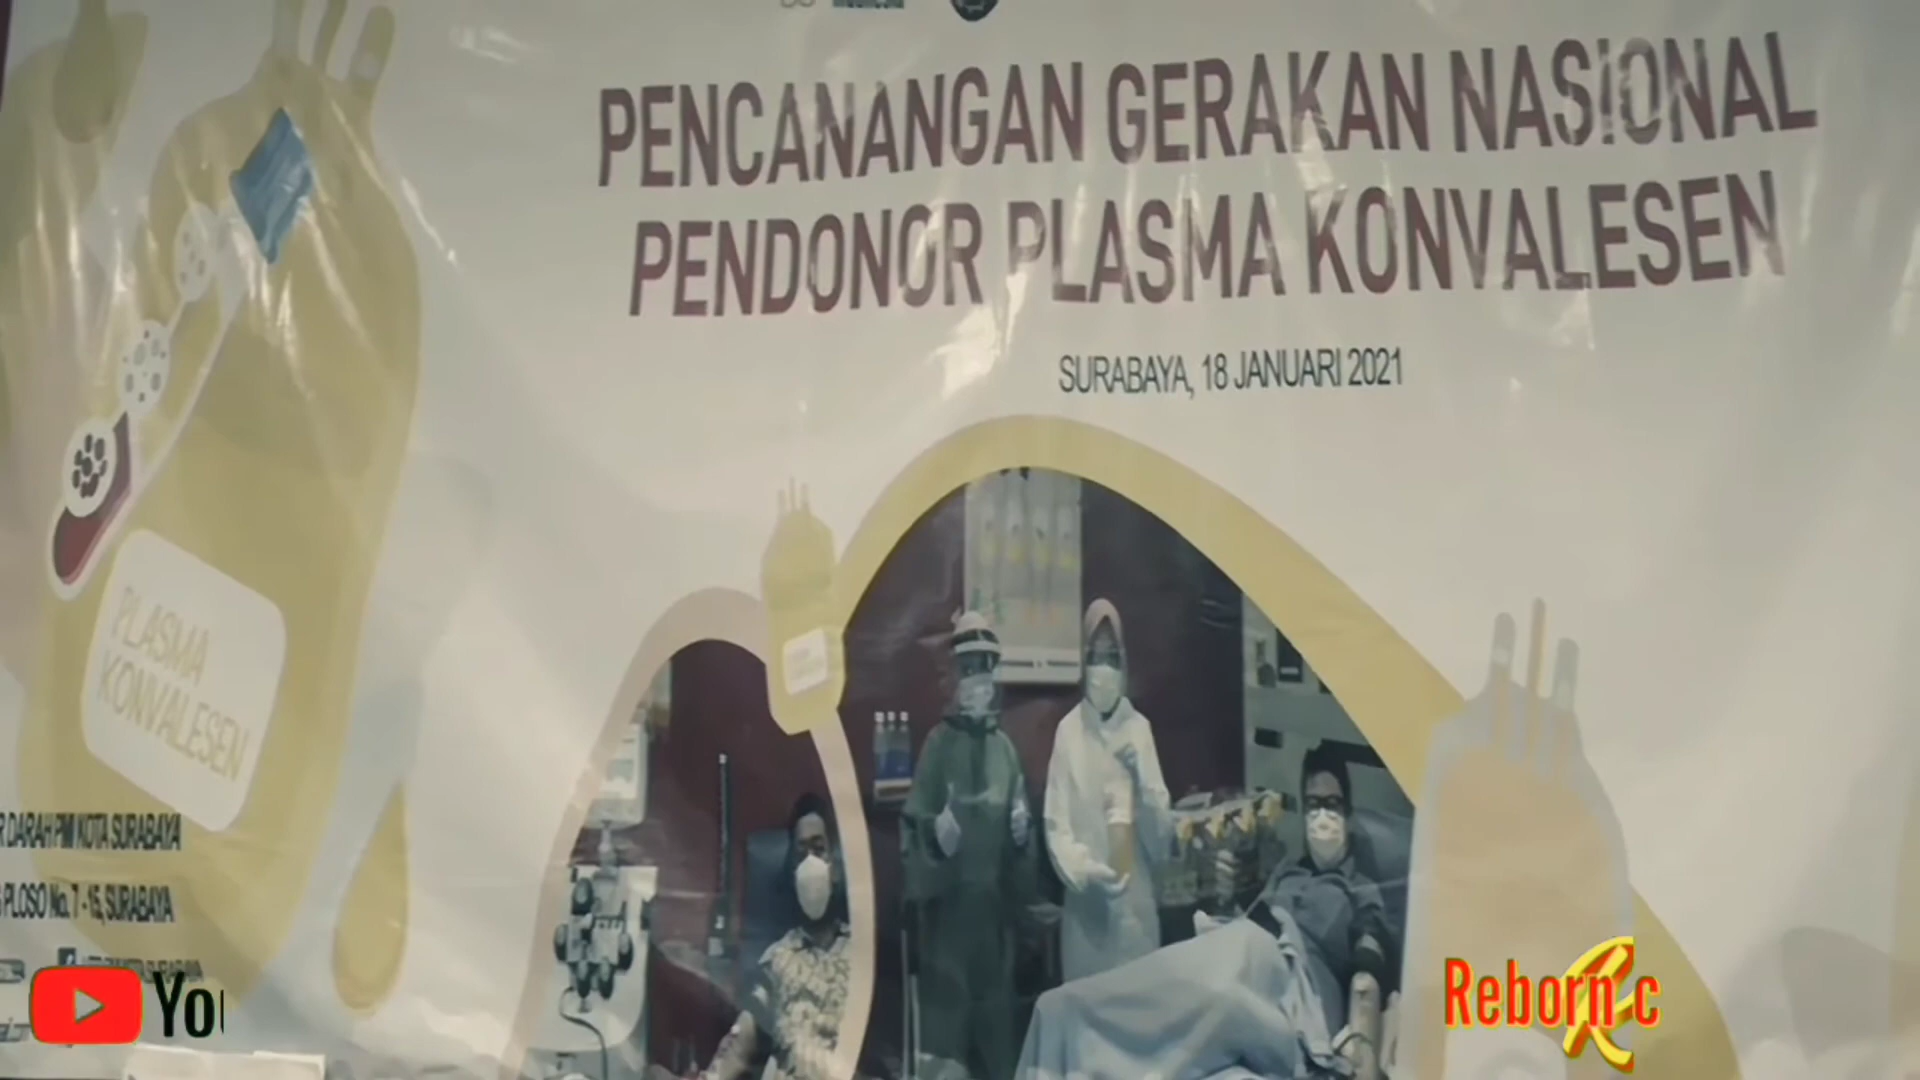 PENCANANGAN GERAKAN NASIONAL
PENDONOR PLASMA KONVALESEN
SURABAYA, 18 JANUARI 2021
PLASMA
KONVALESEN
DARAH PMI KOTA SURABAYA
PLOSO No. 7 - 15, SURABAYA
You
Reborn c